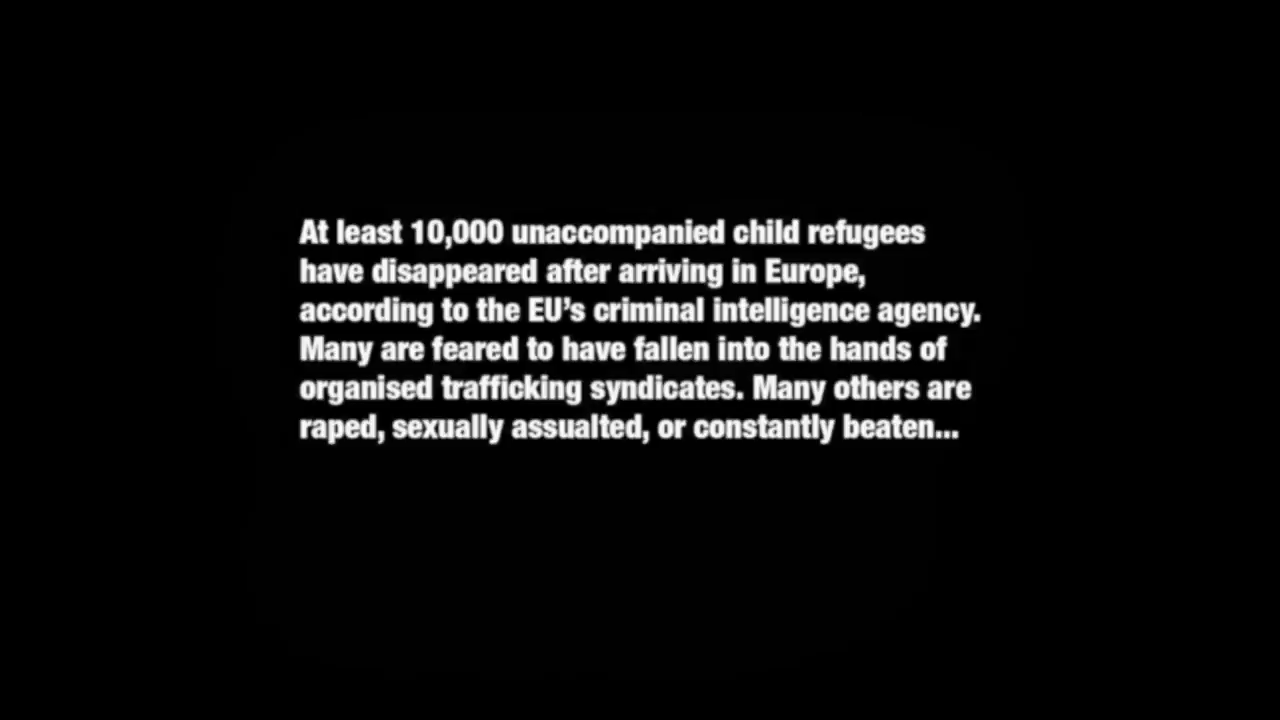 At least 10,000 unaccompanied child refugees
have disappeared after arriving in Europe,
according to the EU’s criminal intelligence agency.
Many are feared to have fallen into the hands of
organised trafficking syndicates. Many others are
raped, sexually assualted, or constantly beaten...